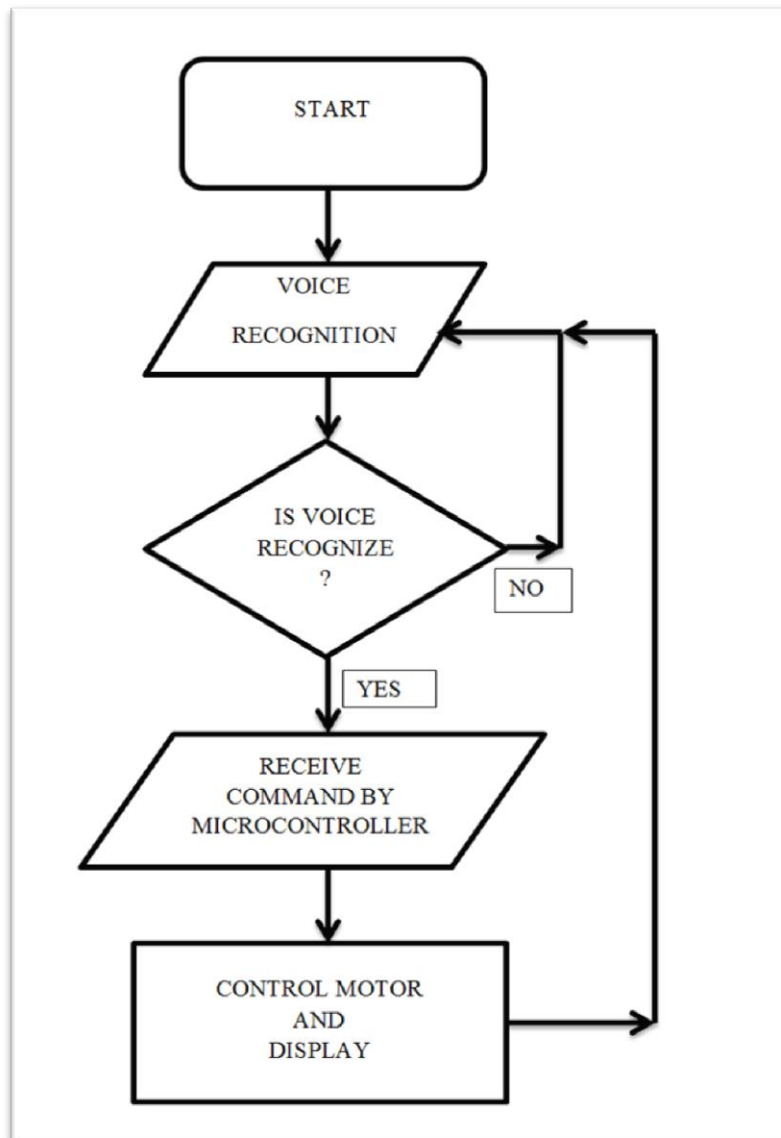 START
VOICE
RECOGNITION
IS VOICE
RECOGNIZE
?
NO
YES
RECEIVE
COMMAND BY
MICROCONTROLLER
CONTROL MOTOR
AND
DISPLAY